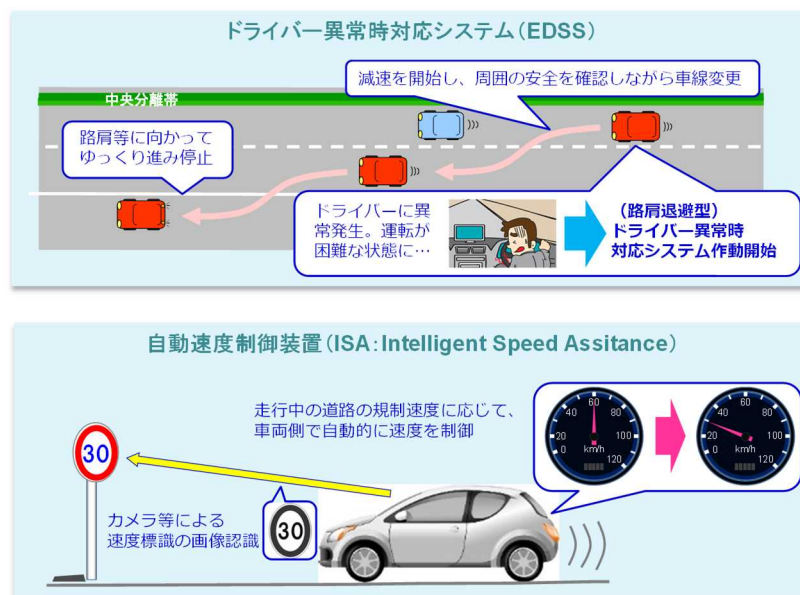 ドライバー異常時対応システム（EDSS）
減速を開始し、周囲の安全を確認しながら車線変更
中央分離帯
路肩等に向かって
ゆっくり進み停止
ドライバーに異
常発生。運転が
困難な状態に…
（路肩退避型）
ドライバー異常時
対応システム作動開始
自動速度制御装置（ISA：Intelligent Speed Assitance）
走行中の道路の規制速度に応じて、
車両側で自動的に速度を制御
0 20 40 60 80 100 120
km/h
0 20 40 60 80 100 120
km/h
30
カメラ等による
速度標識の画像認識
30